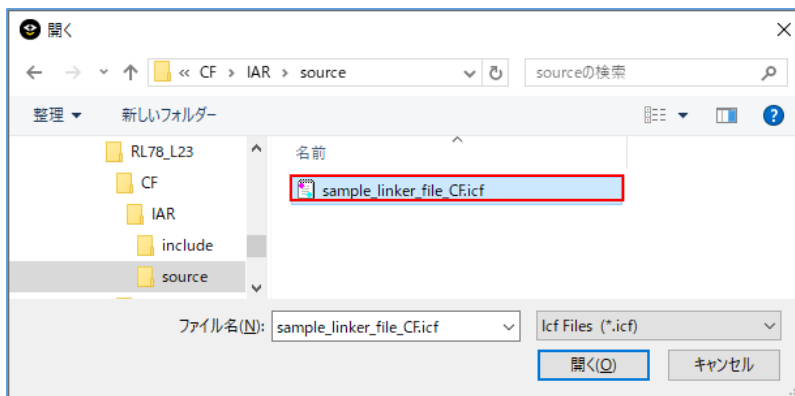 開く
« CF › IAR › source
sourceの検索
整理
新しいフォルダー
RL78_L23
CF
IAR
include
source
名前
sample_linker_file_CF.icf
ファイル名(N):
sample_linker_file_CF.icf
Icf Files (*.icf)
開く(O)
キャンセル